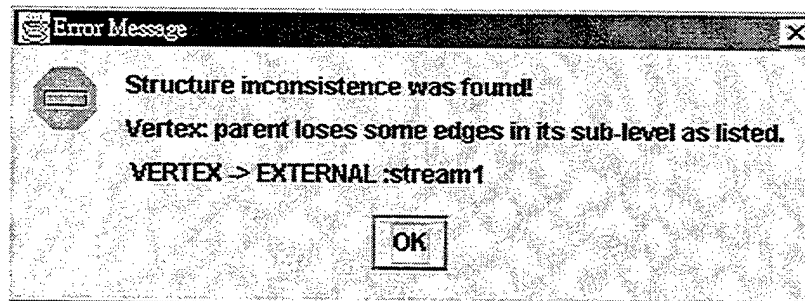 Error Message
Structure inconsistence was found!
Vertex: parent loses some edges in its sub-level as listed.
VERTEX -> EXTERNAL :stream1
OK